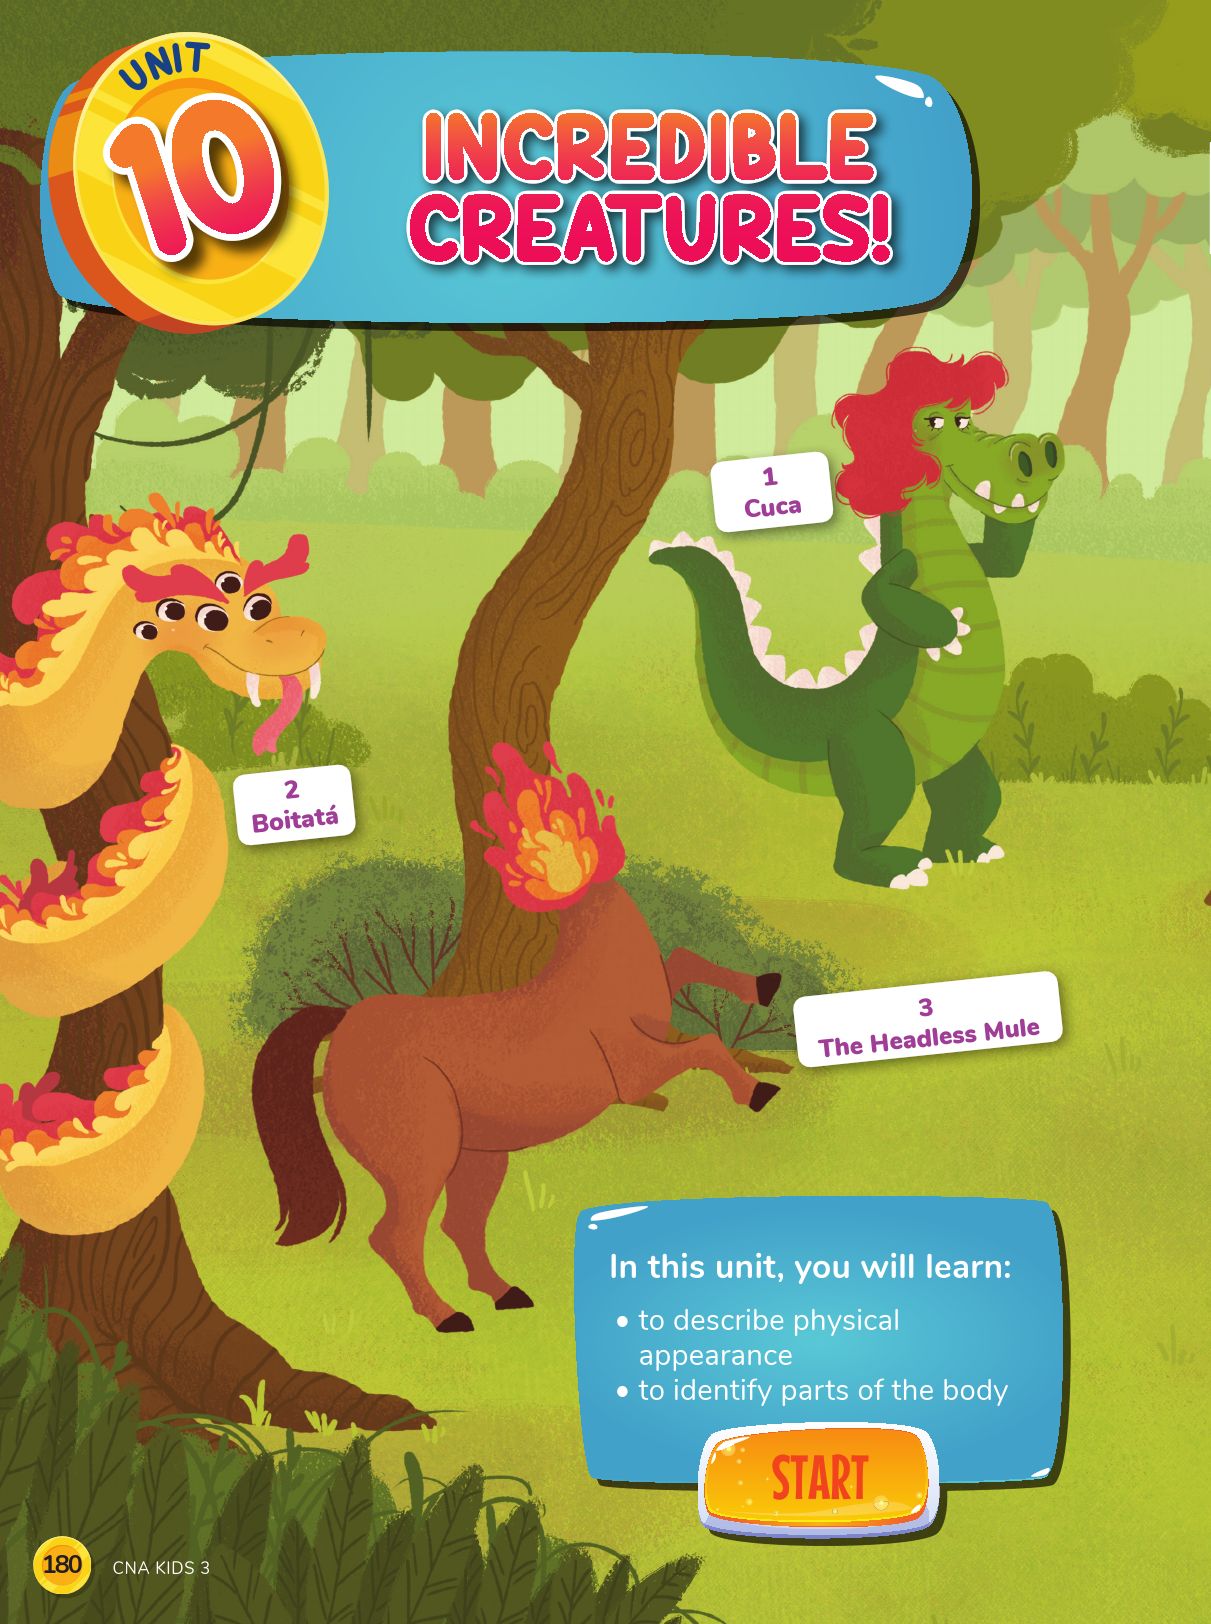 UNIT
10
INCREDIBLE
CREATURES!
1
Cuca
2
Boitatá
3
The Headless Mule
In this unit, you will learn:
• to describe physical
appearance
• to identify parts of the body
START
180
CNA KIDS 3